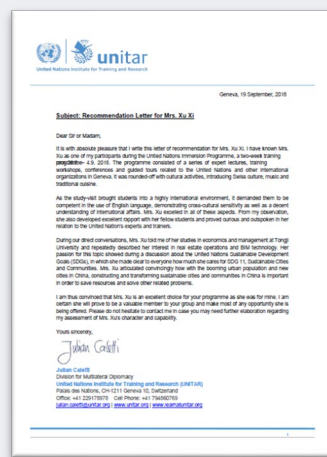 unitar
United Nations Institute for Training and Research
Geneva, 19 September, 2016
Subject: Recommendation Letter for Mrs. Xu Xi
Dear Sir or Madam,
It is with absolute pleasure that I write this letter of recommendation for Mrs. Xu Xi. I have known Mrs.
Xu as one of my participants during the United Nations Immersion Programme, a two-week training
4.9, 2016. The programme consisted of a series of expert lectures, training
workshops, conferences and guided tours related to the United Nations and other international
organizations in Geneva. It was rounded-off with cultural activities, introducing Swiss culture, music and
traditional cuisine.
As the study-visit brought students into a highly international environment, it demanded them to be
competent in the use of English language, demonstrating cross-cultural sensitivity as well as a decent
understanding of international affairs. Mrs. Xu excelled in all of these aspects. From my observation,
she also developed excellent rapport with her fellow students and proved curious and outspoken in her
relation to the United Nation's experts and trainers.
During our direct conversations, Mrs. Xu told me of her studies in economics and management at Tongji
University and repeatedly described her interest in real estate operations and BIM technology. Her
passion for this topic showed during a discussion about the United Nations Sustainable Development
Goals (SDGs), in which she made clear to everyone how much she cares for SDG 11, Sustainable Cities
and Communities. Mrs. Xu articulated convincingly how with the booming urban population and new
cities in China, constructing and transforming sustainable cities and communities in China is important
in order to save resources and solve other related problems.
I am thus convinced that Mrs. Xu is an excellent choice for your programme as she was for mine. I am
certain she will prove to be a valuable member to your group and make most of any opportunity she is
being offered. Please do not hesitate to contact me in case you may need further elaboration regarding
my assessment of Mrs. Xu's character and capability.
Yours sincerely,
Julian Caletti
Julian Caletti
Division for Multilateral Diplomacy
United Nations Institute for Training and Research (UNITAR)
Palais des Nations, CH-1211 Geneva 10, Switzerland
Office: +41 229178978 Cell Phone: +41 794560769
julian.caletti@unitar.org | www.unitar.org | www.learnatunitar.org
1